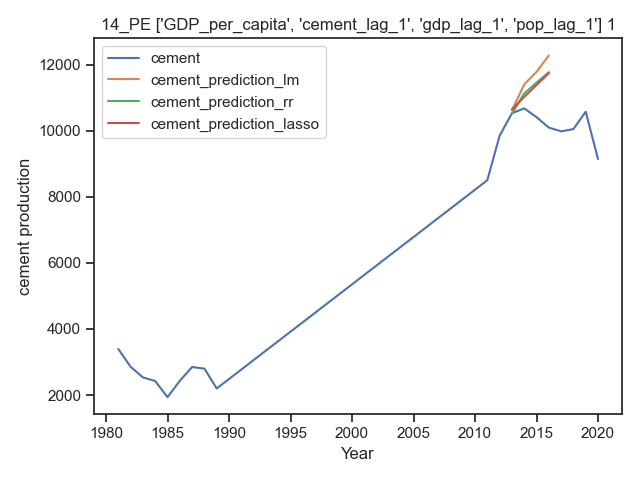 14_PE ['GDP_per_capita', 'cement_lag_1', 'gdp_lag_1', 'pop_lag_1'] 1
cement
cement_prediction_lm
cement_prediction_rr
cement_prediction_lasso
12000
10000
8000
6000
4000
2000
cement production
1980 1985 1990 1995 2000 2005 2010 2015 2020
Year